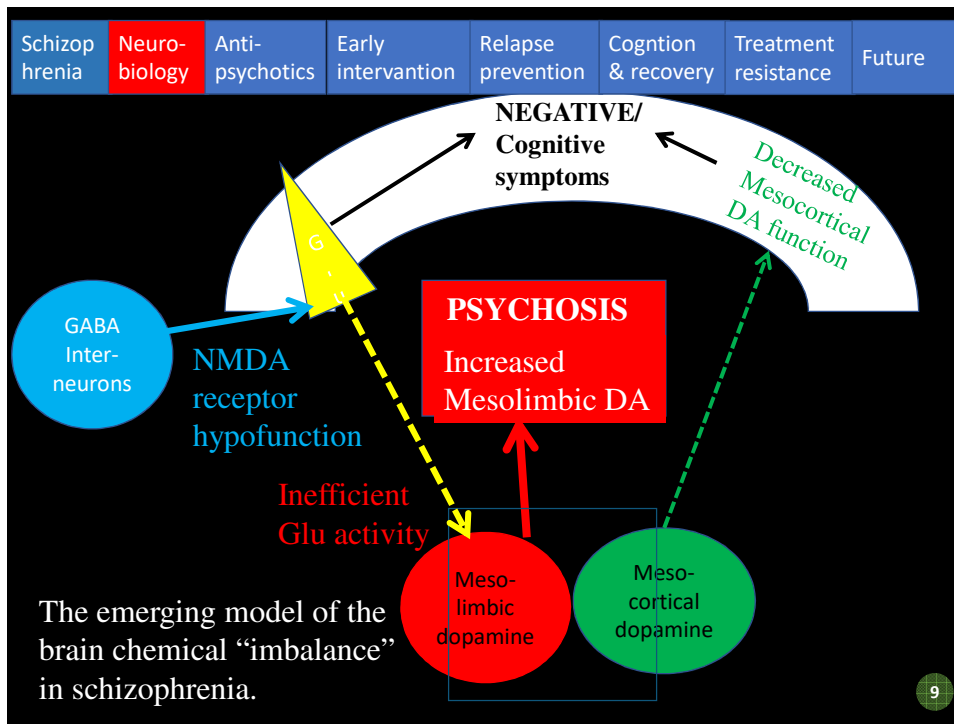 Schizop
hrenia
Neuro-
biology
Anti-
psychotics
Early
intervantion
Relapse
prevention
Cogntion
& recovery
Treatment
resistance
Future
NEGATIVE/
Cognitive
symptoms
Decreased
Mesocortical
DA function
G
GABA
Inter-
neurons
NMDA
receptor
hypofunction
PSYCHOSIS
Increased
Mesolimbic DA
Inefficient
Glu activity
Meso-
limbic
dopamine
Meso-
cortical
dopamine
The emerging model of the
brain chemical “imbalance”
in schizophrenia.
9